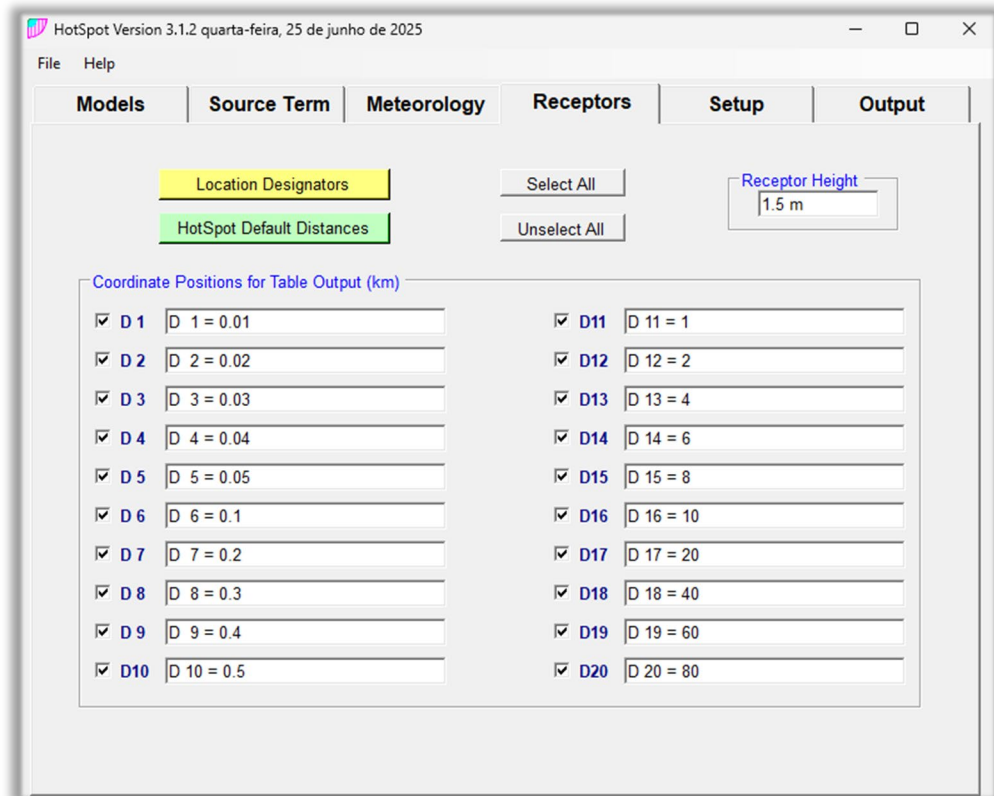 HotSpot Version 3.1.2 quarta-feira, 25 de junho de 2025
File Help
Models Source Term Meteorology Receptors Setup Output
Location Designators
HotSpot Default Distances
Select All
Unselect All
Receptor Height
1.5 m
Coordinate Positions for Table Output (km)
D 1 D 1 = 0.01
D 2 D 2 = 0.02
D 3 D 3 = 0.03
D 4 D 4 = 0.04
D 5 D 5 = 0.05
D 6 D 6 = 0.1
D 7 D 7 = 0.2
D 8 D 8 = 0.3
D 9 D 9 = 0.4
D10 D 10 = 0.5
D11 D 11 = 1
D12 D 12 = 2
D13 D 13 = 4
D14 D 14 = 6
D15 D 15 = 8
D16 D 16 = 10
D17 D 17 = 20
D18 D 18 = 40
D19 D 19 = 60
D20 D 20 = 80